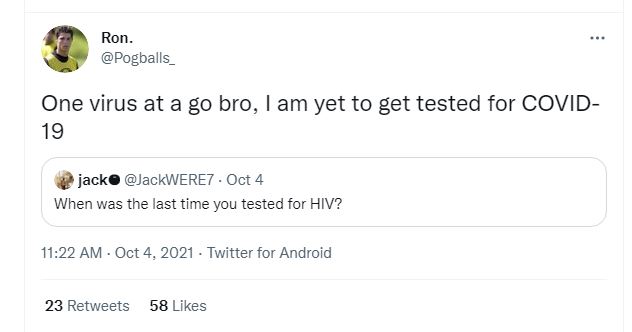 Ron.
@Pogballs_
One virus at a go bro, I am yet to get tested for COVID-
19
jack @JackWERE7 · Oct 4
When was the last time you tested for HIV?
11:22 AM · Oct 4, 2021 · Twitter for Android
23 Retweets 58 Likes